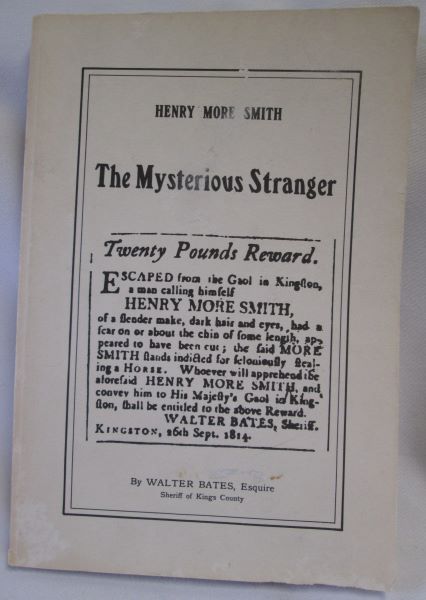 HENRY MORE SMITH
The Mysterious Stranger
Twenty Pounds Reward.
ESCAPED from the Gaol in Kingſton,
a man calling himſelf
HENRY MORE SMITH,
of a ſlender make, dark hair and eyes, had a
ſcar on or about the chin of ſome length, ap-
peared to have been cut; the ſaid MORE
SMITH ſtands indicted for feloniouſly ſteal-
ing a HORSE. Whoever will apprehend the
aforeſaid HENRY MORE SMITH, and
convey him to His Majeſty's Gaol in King-
ſton, ſhall be entitled to the above Reward.
WALTER BATES, Sheriff.
KINGSTON, 26th Sept. 1814.
By WALTER BATES, Esquire
Sheriff of Kings County